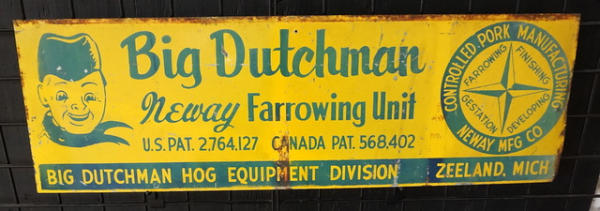 Big Dutchman
Neway Farrowing Unit
U.S. PAT. 2,764,127 CANADA PAT. 568,402
BIG DUTCHMAN HOG EQUIPMENT DIVISION ZEELAND, MICH
CONTROLLED-PORK MANUFACTURING
FARROWING
FINISHING
GESTATION
DEVELOPING
NEWAY MFG CO